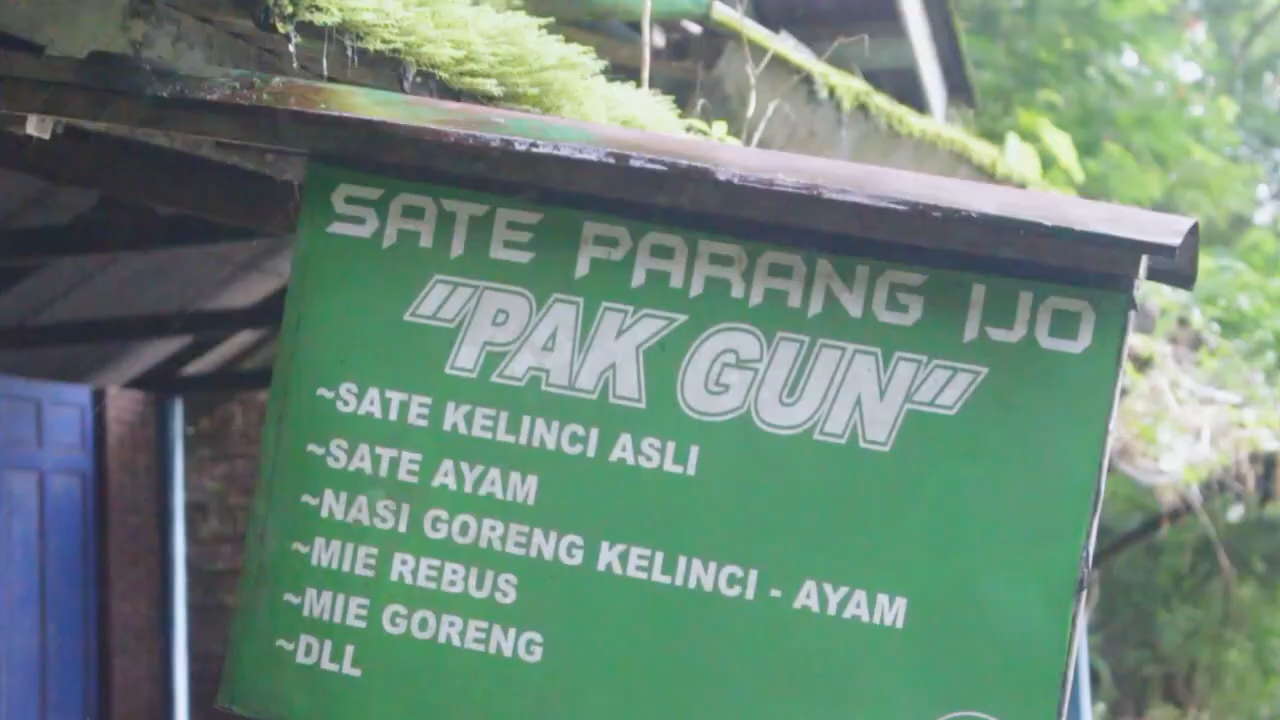 SATE PARANG IJO
"PAK GUN"
~SATE KELINCI ASLI
~SATE AYAM
~NASI GORENG KELINCI - AYAM
~MIE REBUS
~MIE GORENG
~DLL